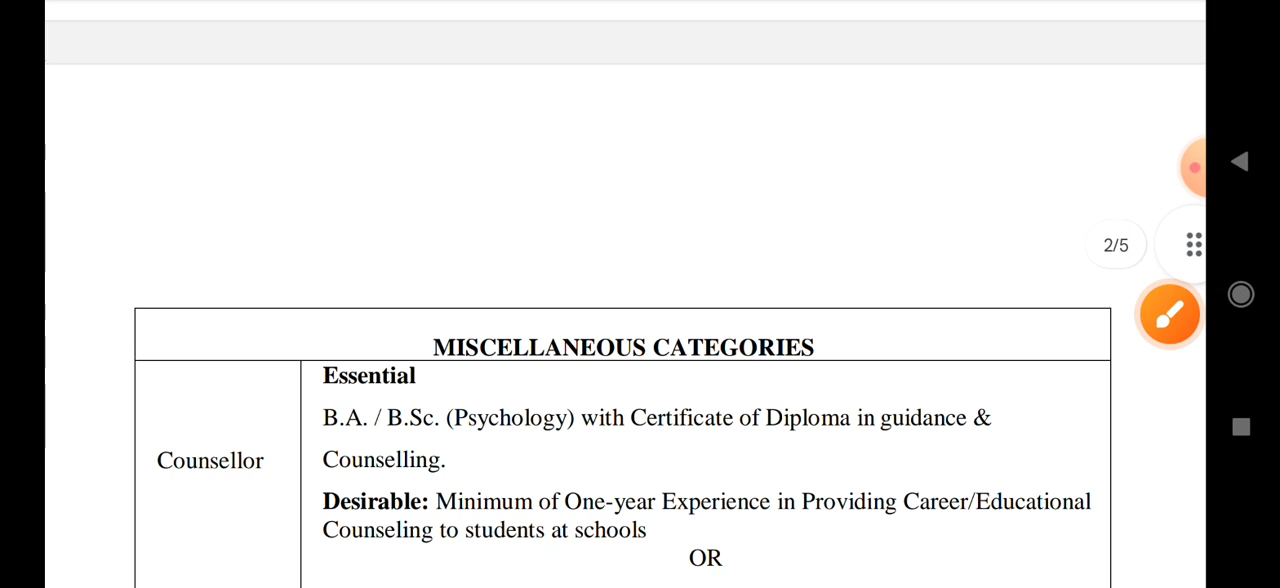 2/5
MISCELLANEOUS CATEGORIES
Essential
B.A. / B.Sc. (Psychology) with Certificate of Diploma in guidance &
Counsellor
Counselling.
Desirable: Minimum of One-year Experience in Providing Career/Educational
Counseling to students at schools
OR